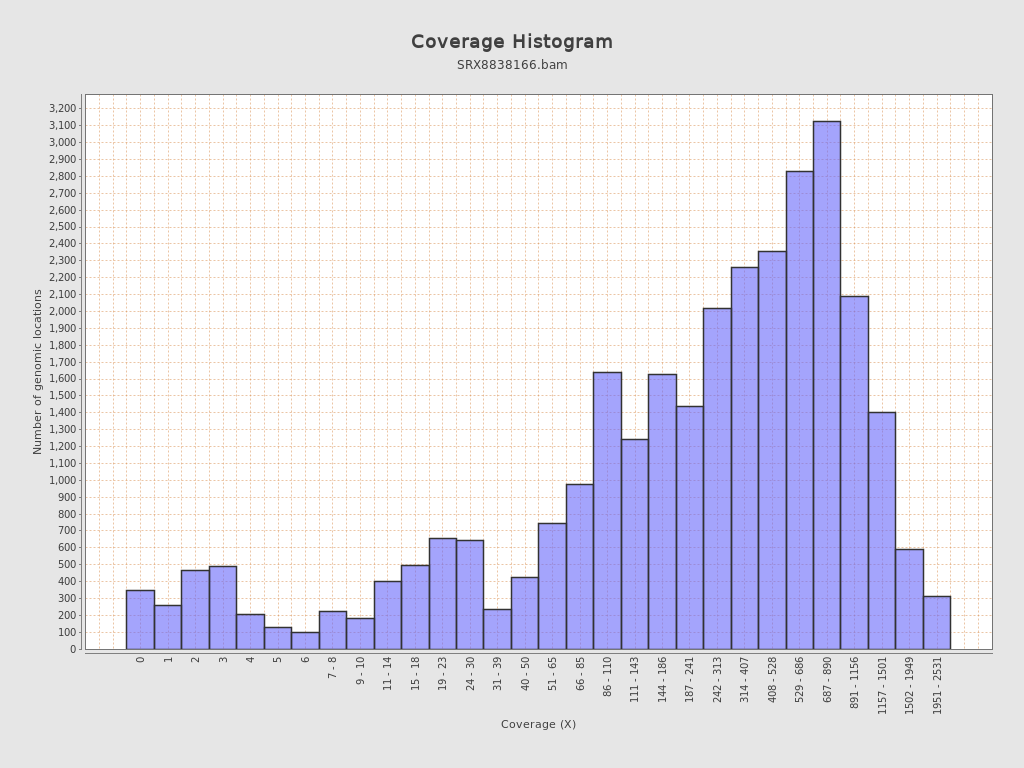 Coverage Histogram
SRX8838166.bam
3,200
3,100
3,000
2,900
2,800
2,700
2,600
2,500
2,400
2,300
2,200
2,100
2,000
1,900
1,800
1,700
1,600
1,500
1,400
1,300
1,200
1,100
1,000
900
800
700
600
500
400
300
200
100
0
Number of genomic locations
0
1
2
3
4
5
6
7 - 8
9 - 10
11 - 14
15 - 18
19 - 23
24 - 30
31 - 39
40 - 50
51 - 65
66 - 85
86 - 110
111 - 143
144 - 186
187 - 241
242 - 313
314 - 407
408 - 528
529 - 686
687 - 890
891 - 1156
1157 - 1501
1502 - 1949
1951 - 2531
Coverage (X)